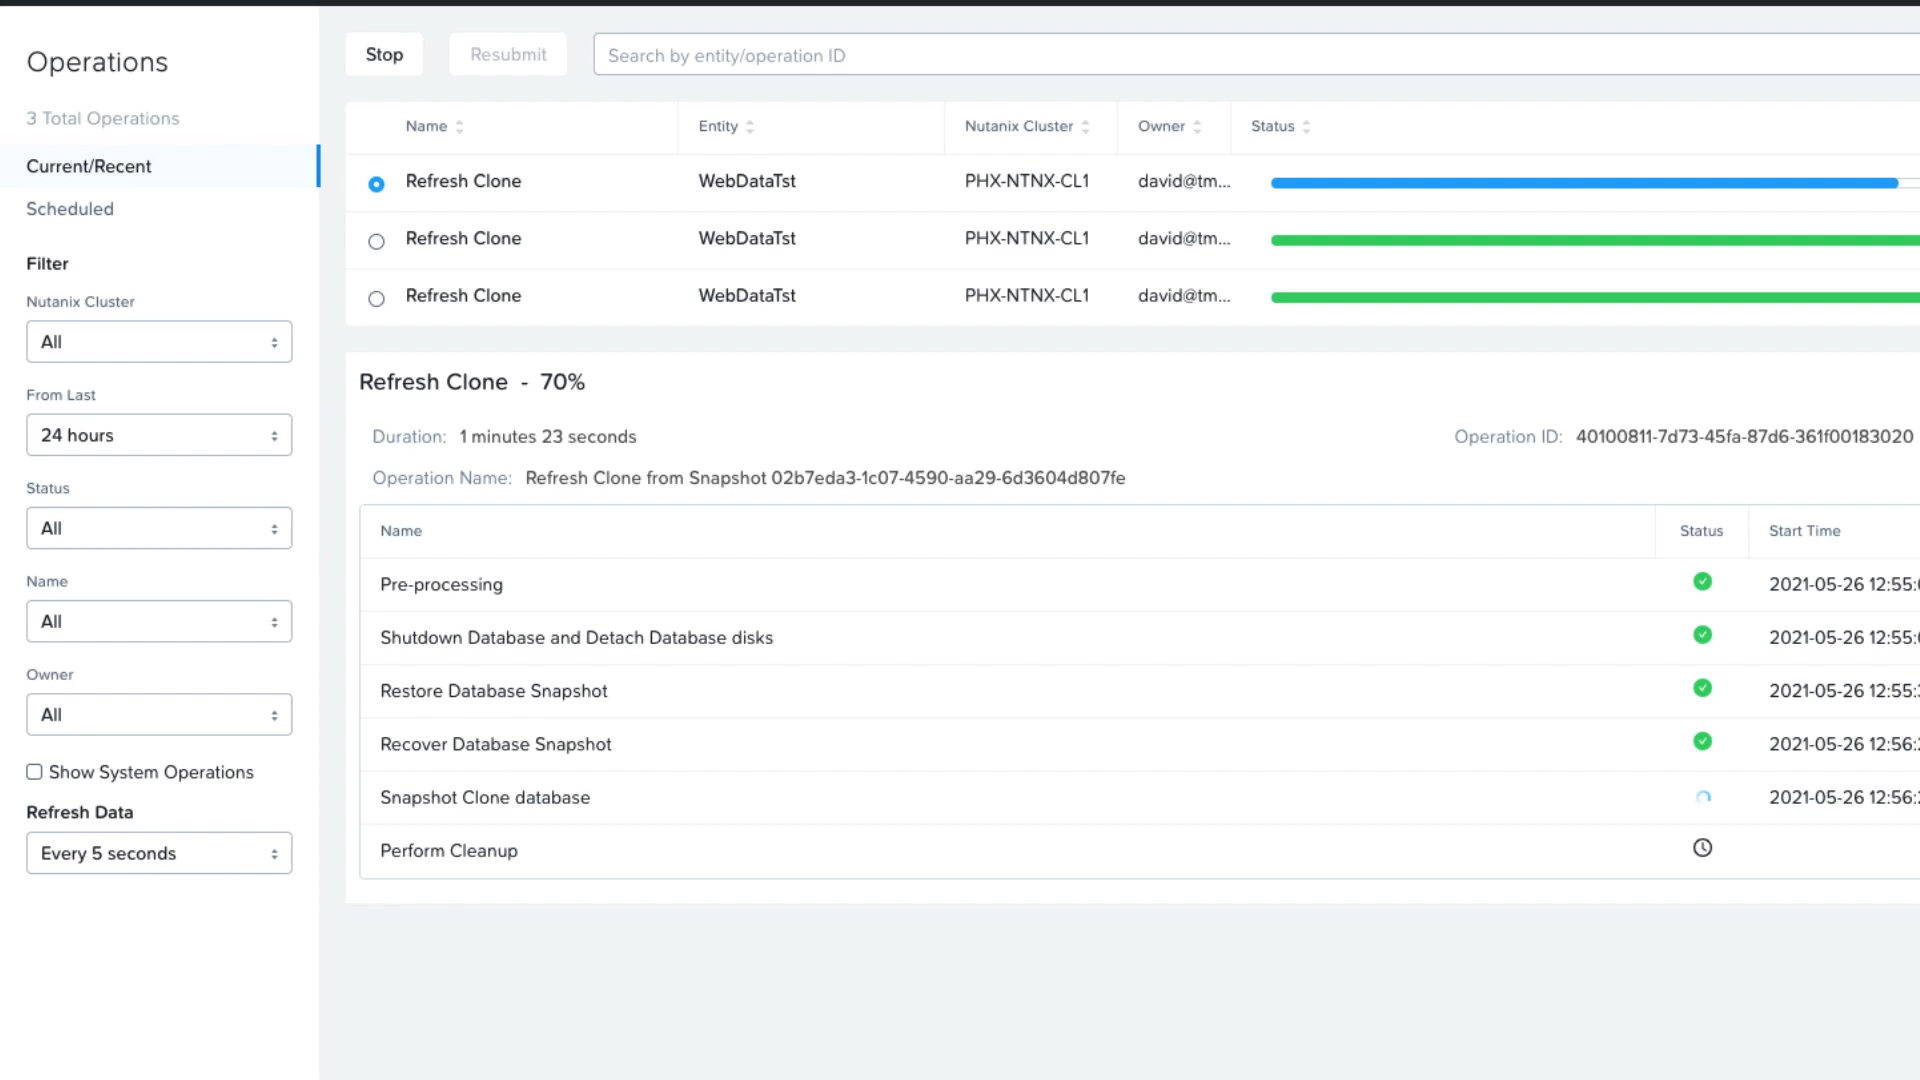 Operations
3 Total Operations
Current/Recent
Scheduled
Filter
Nutanix Cluster
All
From Last
24 hours
Status
All
Name
All
Owner
All
Show System Operations
Refresh Data
Every 5 seconds
Stop Resubmit Search by entity/operation ID
Name Entity Nutanix Cluster Owner Status
Refresh Clone WebDataTst PHX-NTNX-CL1 david@tm...
Refresh Clone WebDataTst PHX-NTNX-CL1 david@tm...
Refresh Clone WebDataTst PHX-NTNX-CL1 david@tm...
Refresh Clone - 70%
Duration: 1 minutes 23 seconds Operation ID: 40100811-7d73-45fa-87d6-361f00183020
Operation Name: Refresh Clone from Snapshot 02b7eda3-1c07-4590-aa29-6d3604d807fe
Name Status Start Time
Pre-processing 2021-05-26 12:55:
Shutdown Database and Detach Database disks 2021-05-26 12:55:
Restore Database Snapshot 2021-05-26 12:55:
Recover Database Snapshot 2021-05-26 12:56:
Snapshot Clone database 2021-05-26 12:56:
Perform Cleanup